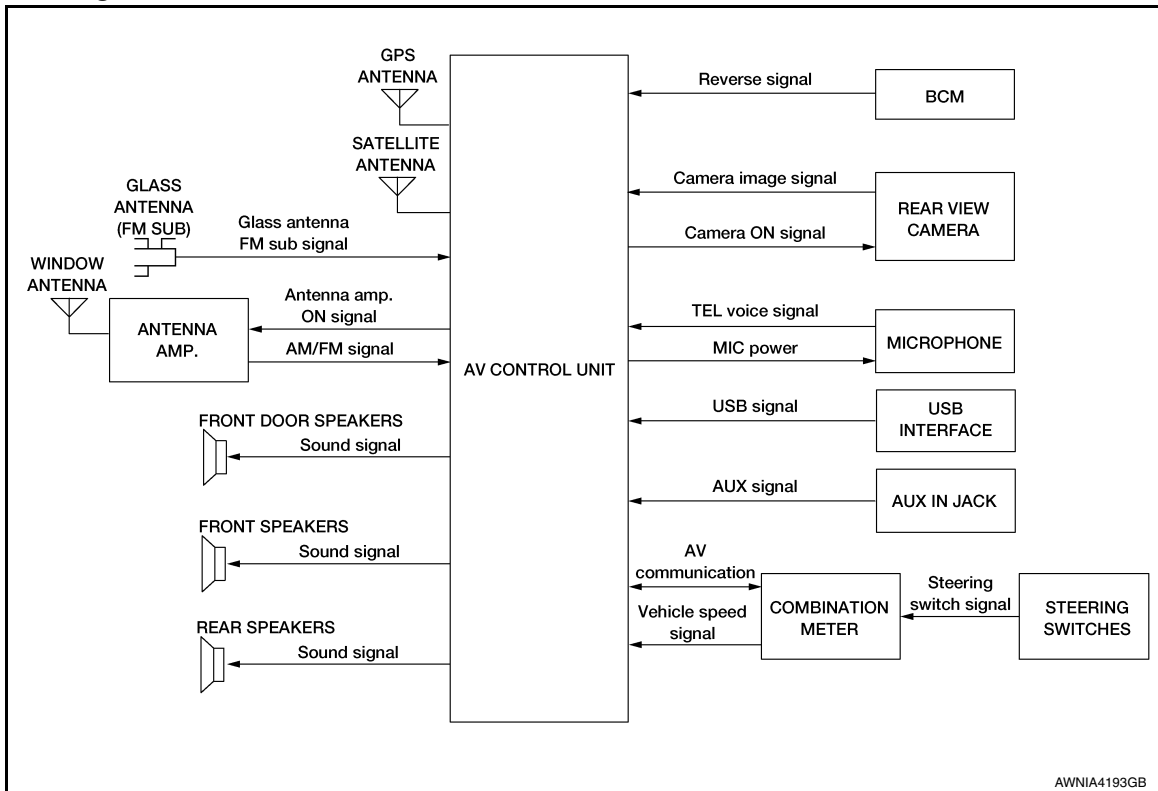 GPS
ANTENNA
SATELLITE
ANTENNA
GLASS
ANTENNA
(FM SUB)
Glass antenna
FM sub signal
WINDOW
ANTENNA
ANTENNA
AMP.
Antenna amp.
ON signal
AM/FM signal
FRONT DOOR SPEAKERS
Sound signal
FRONT SPEAKERS
Sound signal
REAR SPEAKERS
Sound signal
AV CONTROL UNIT
Reverse signal
BCM
Camera image signal
Camera ON signal
REAR VIEW
CAMERA
TEL voice signal
MIC power
MICROPHONE
USB signal
USB
INTERFACE
AUX signal
AUX IN JACK
AV
communication
Vehicle speed
signal
COMBINATION
METER
Steering
switch signal
STEERING
SWITCHES
AWNIA4193GB